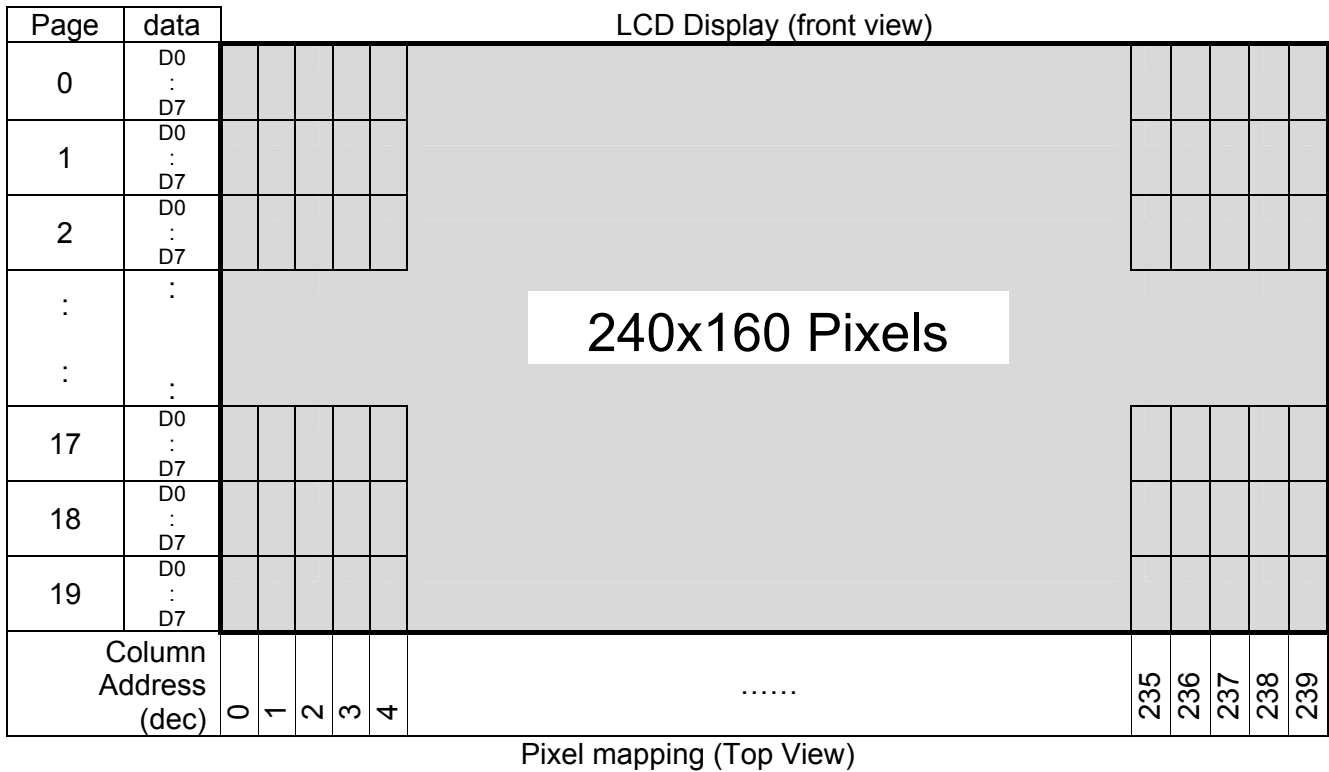 Page data LCD Display (front view)
0 D0
:
D7
1 D0
:
D7
2 D0
:
D7
: :
240x160 Pixels
: :
17 D0
:
D7
18 D0
:
D7
19 D0
:
D7
Column
Address
(dec) 0 1 2 3 4 …… 235 236 237 238 239
Pixel mapping (Top View)